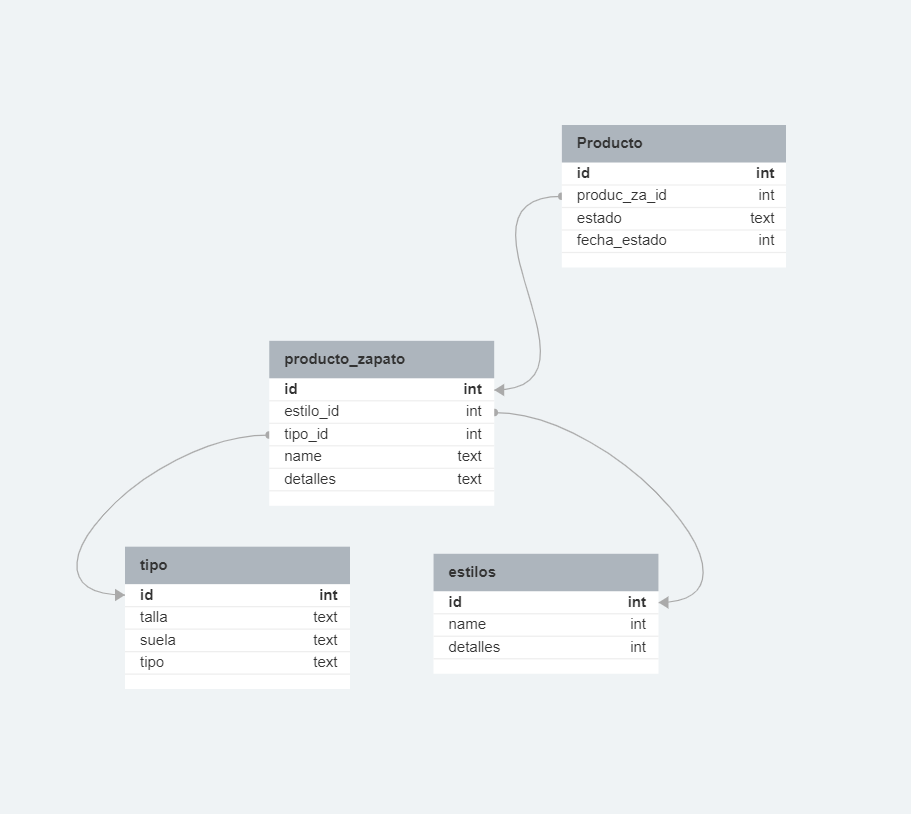 Producto
id int
produc_za_id int
estado text
fecha_estado int
producto_zapato
id int
estilo_id int
tipo_id int
name text
detalles text
tipo
id int
talla text
suela text
tipo text
estilos
id int
name int
detalles int